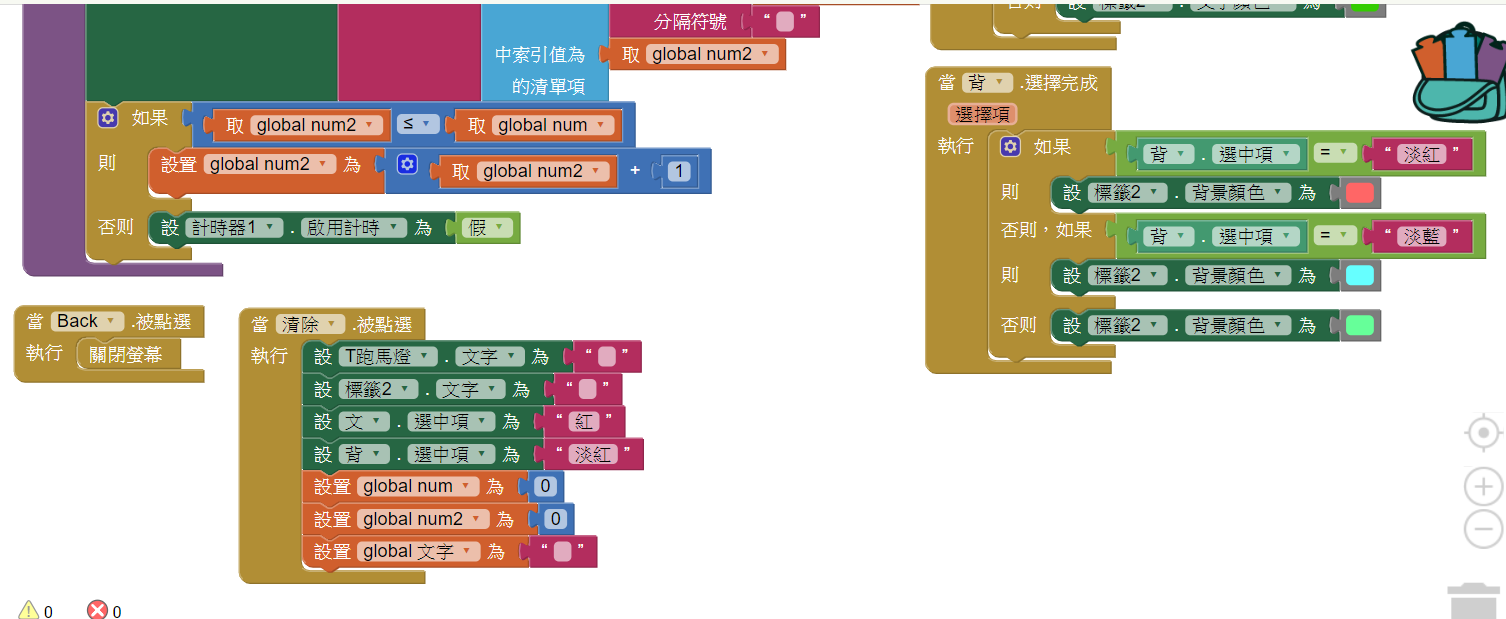 分隔符號 “ ”
中索引值為 取 global num2
的清單項
如果 取 global num2 ≤ 取 global num
則 設置 global num2 為 取 global num2 + 1
否則 設 計時器1 . 啟用計時 為 假
當 Back .被點選
執行 關閉螢幕
當 清除 .被點選
執行 設 T跑馬燈 . 文字 為 “ ”
設 標籤2 . 文字 為 “ ”
設 文 . 選中項 為 “ 紅 ”
設 背 . 選中項 為 “ 淡紅 ”
設置 global num 為 0
設置 global num2 為 0
設置 global 文字 為 “ ”
否則 設 標籤2 . 文字顏色 為
當 背 .選擇完成
選擇項
執行 如果 背 . 選中項 = “ 淡紅 ”
則 設 標籤2 . 背景顏色 為
否則，如果 背 . 選中項 = “ 淡藍 ”
則 設 標籤2 . 背景顏色 為
否則 設 標籤2 . 背景顏色 為
0 0